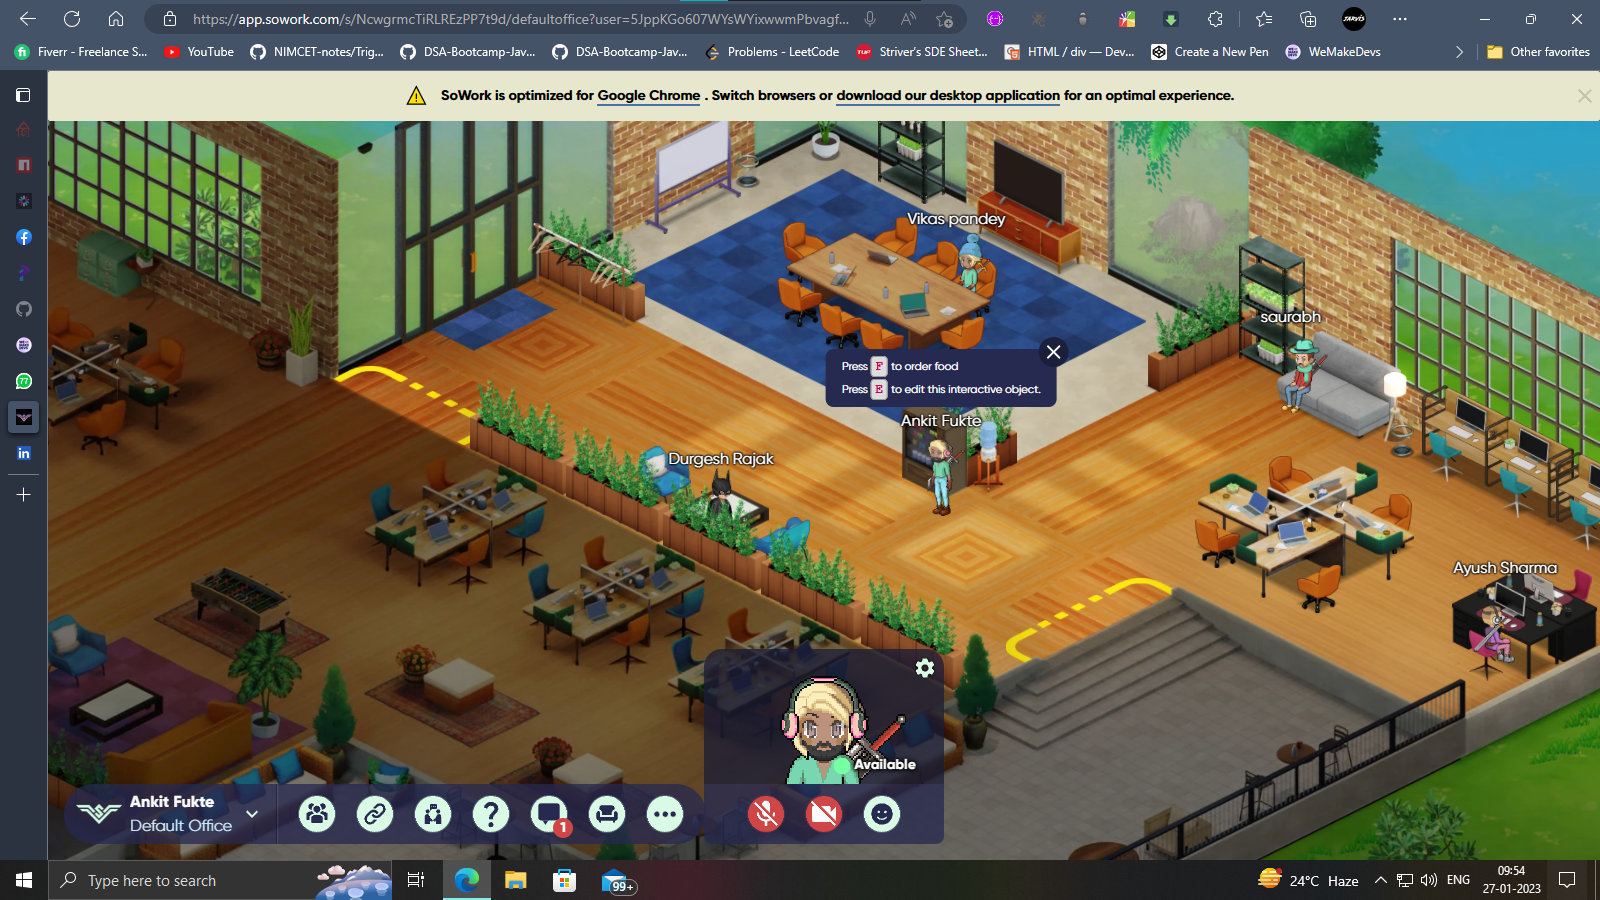 https://app.sowork.com/s/NcwgrmcTiRLREzPP7t9d/defaultoffice?user=5JppKGo607WYsWYixwwmPbvagf...
JARVIS
Fiverr - Freelance S...
YouTube
NIMCET-notes/Trig...
DSA-Bootcamp-Jav...
DSA-Bootcamp-Jav...
Problems - LeetCode
Striver's SDE Sheet...
HTML / div — Dev...
Create a New Pen
WeMakeDevs
Other favorites
SoWork is optimized for Google Chrome . Switch browsers or download our desktop application for an optimal experience.
Vikas pandey
saurabh
Press F to order food
Press E to edit this interactive object.
Ankit Fukte
Durgesh Rajak
Ayush Sharma
77
Available
Ankit Fukte
Default Office
1
Type here to search
99+
24°C Haze
ENG
09:54
27-01-2023